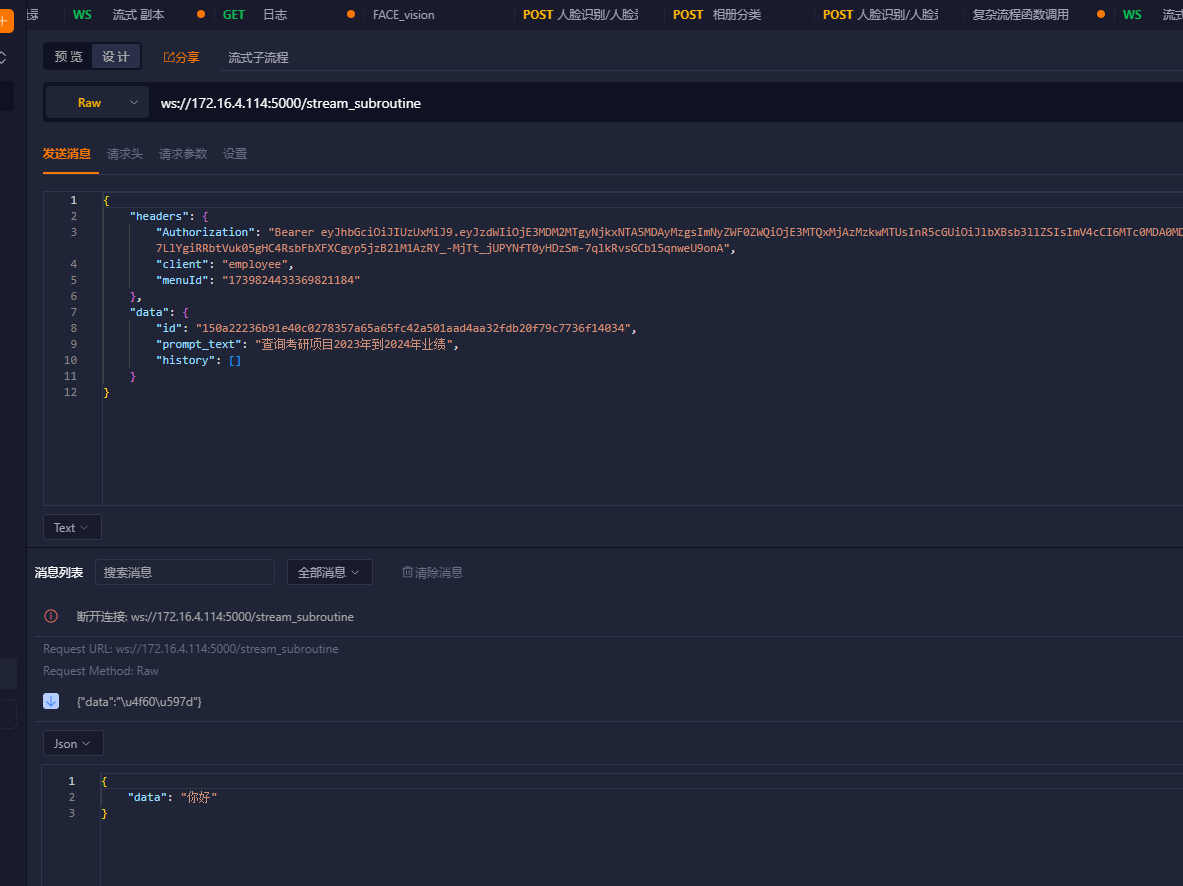 WS 流式 副本 GET 日志 FACE_vision POST 人脸识别/人脸 POST 相册分类 POST 人脸识别/人脸 复杂流程函数调用 WS 流式
预 览 设 计 分享 流式子流程
Raw ws://172.16.4.114:5000/stream_subroutine
发送消息 请求头 请求参数 设置
1 {
2 "headers": {
3 "Authorization": "Bearer eyJhbGciOiJIUzUxMiJ9.eyJzdWIiOjE3MDM2MTgyNjkxNTA5MDAyMzgsImNyZWF0ZWQiOjE3MTQxMjAzMzkwMTUsInR5cGUiOiJlbXBsb3llZSIsImV4cCI6MTc0MDA0MD
7LlYgiRRbtVuk05gHC4RsbFbXFXCgyp5jzB2lM1AzRY_-MjTt_jUPYNfT0yHDzSm-7qlkRvsGCb15qnweU9onA",
4 "client": "employee",
5 "menuId": "1739824433369821184"
6 },
7 "data": {
8 "id": "150a22236b91e40c0278357a65a65fc42a501aad4aa32fdb20f79c7736f14034",
9 "prompt_text": "查询考研项目2023年到2024年业绩",
10 "history": []
11 }
12 }
Text
消息列表 搜索消息 全部消息 清除消息
断开连接: ws://172.16.4.114:5000/stream_subroutine
Request URL: ws://172.16.4.114:5000/stream_subroutine
Request Method: Raw
{"data":"\u4f60\u597d"}
Json
1 {
2 "data": "你好"
3 }